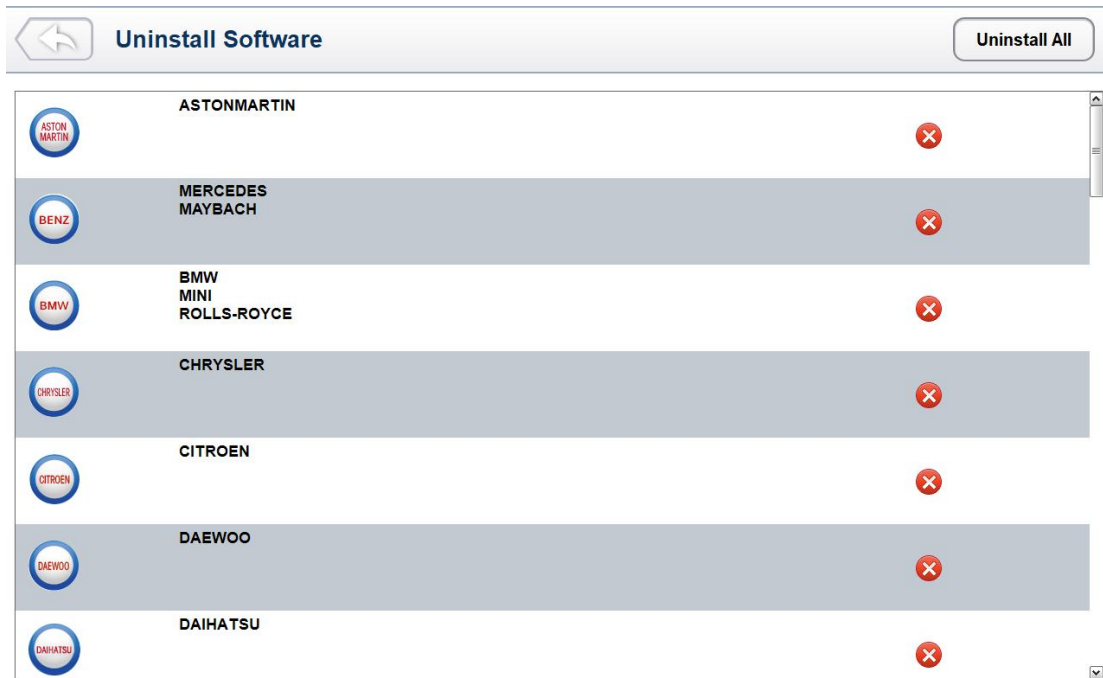 Uninstall Software
Uninstall All
ASTON
MARTIN
ASTONMARTIN
BENZ
MERCEDES
MAYBACH
BMW
BMW
MINI
ROLLS-ROYCE
CHRYSLER
CHRYSLER
CITROEN
CITROEN
DAEWOO
DAEWOO
DAIHATSU
DAIHATSU